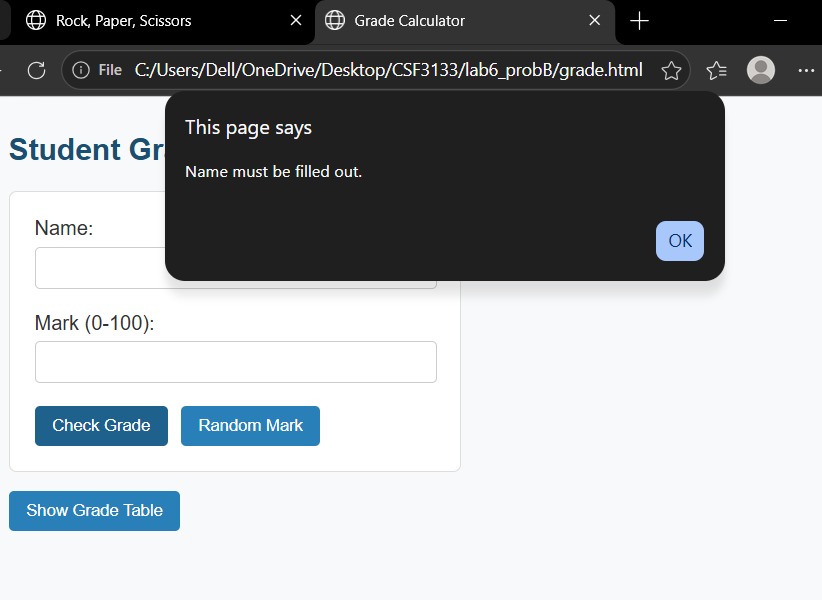 Rock, Paper, Scissors
Grade Calculator
File C:/Users/Dell/OneDrive/Desktop/CSF3133/lab6_probB/grade.html
This page says
Name must be filled out.
OK
Student Gr
Name:
Mark (0-100):
Check Grade Random Mark
Show Grade Table